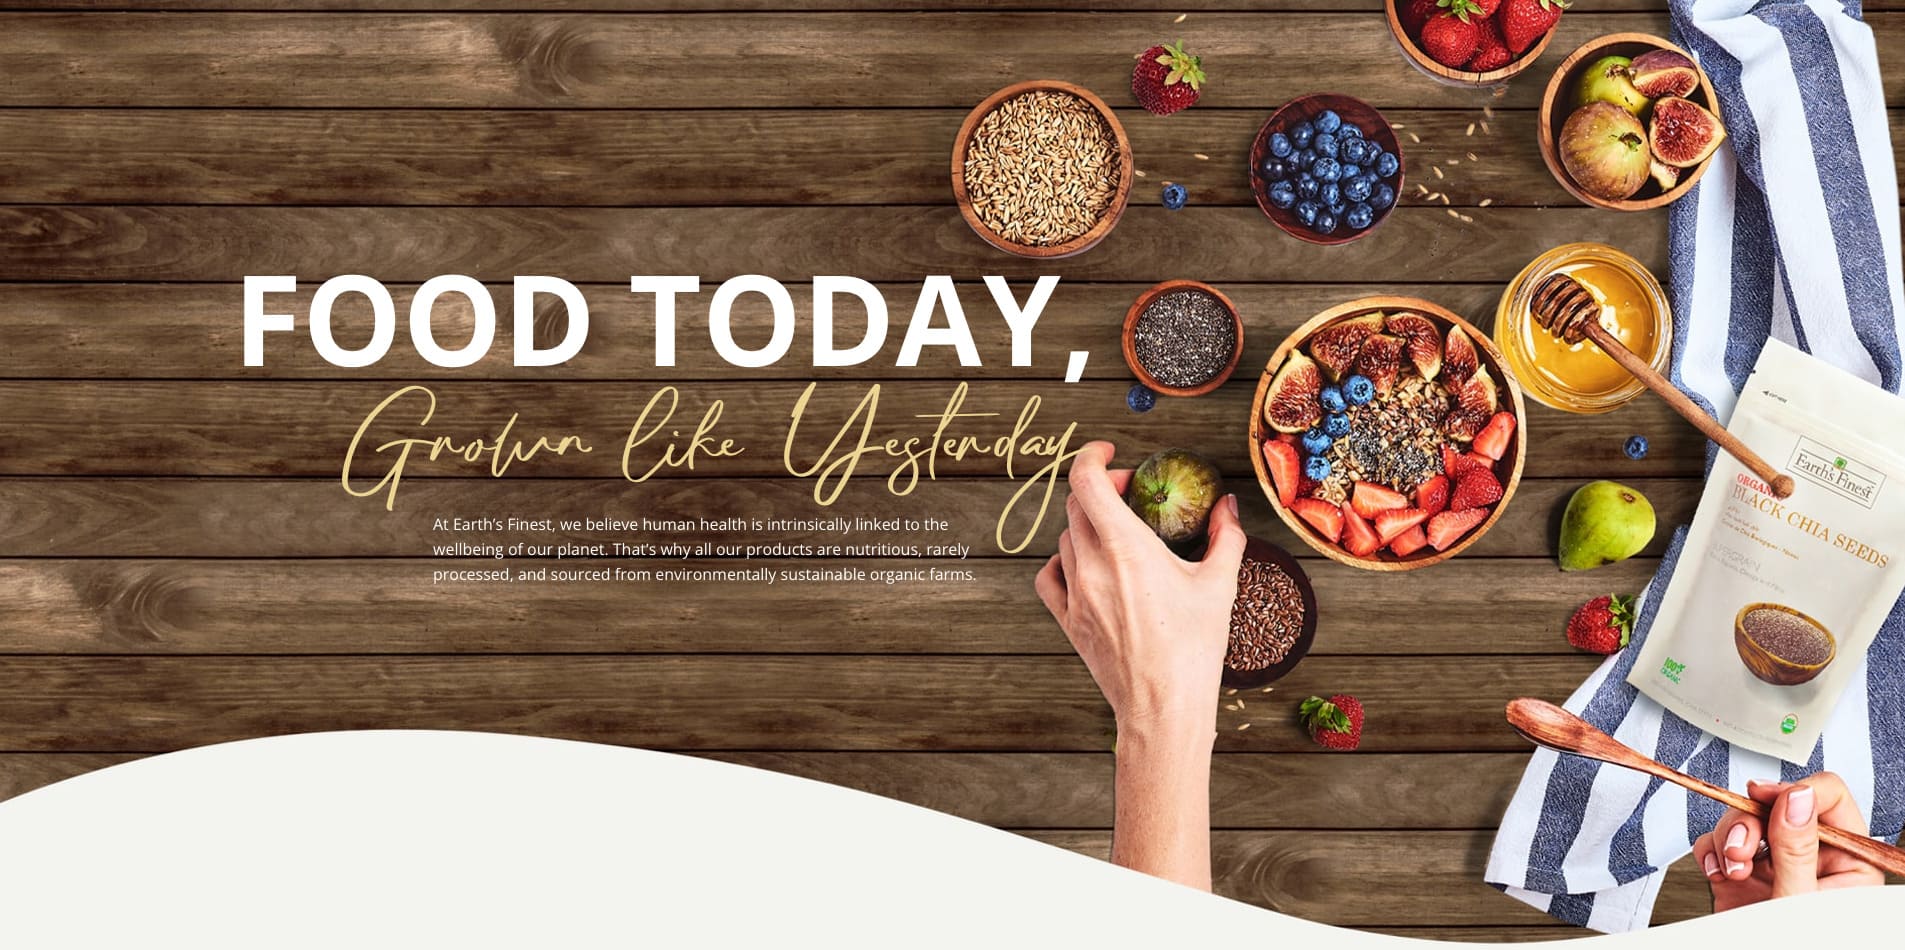 FOOD TODAY,
Grown like Yesterday
At Earth's Finest, we believe human health is intrinsically linked to the
wellbeing of our planet. That's why all our products are nutritious, rarely
processed, and sourced from environmentally sustainable organic farms.
Earth's Finest
BLACK CHIA SEEDS
100%
ORGANIC